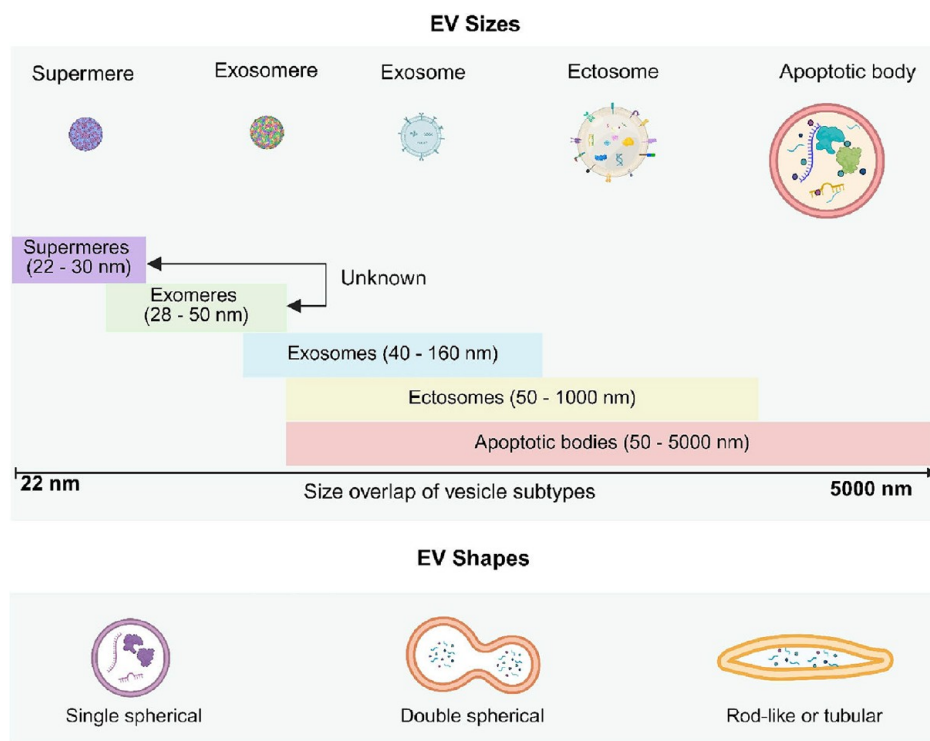 EV Sizes
Supermere
Exosomere
Exosome
Ectosome
Apoptotic body
Supermeres
(22 - 30 nm)
Unknown
Exomeres
(28 - 50 nm)
Exosomes (40 - 160 nm)
Ectosomes (50 - 1000 nm)
Apoptotic bodies (50 - 5000 nm)
22 nm
Size overlap of vesicle subtypes
5000 nm
EV Shapes
Single spherical
Double spherical
Rod-like or tubular